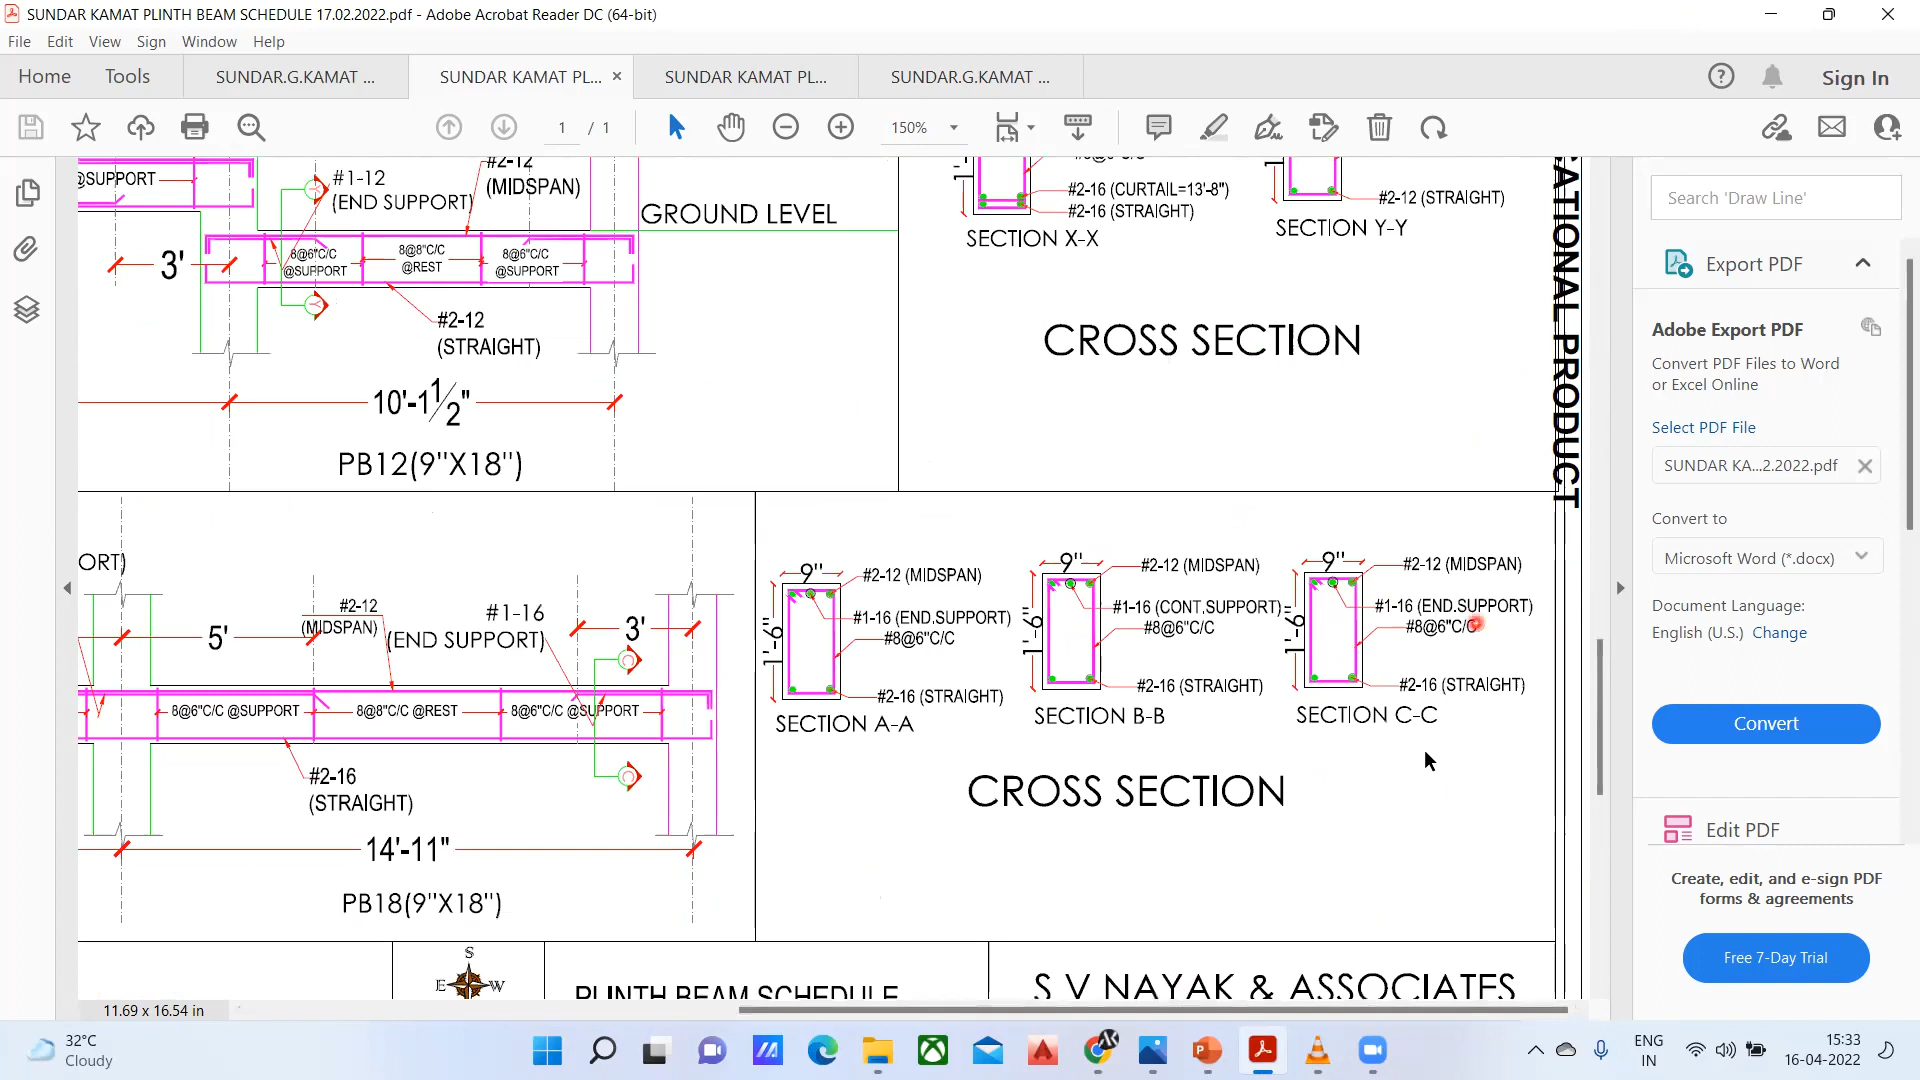 SUNDAR KAMAT PLINTH BEAM SCHEDULE 17.02.2022.pdf - Adobe Acrobat Reader DC (64-bit)
File Edit View Sign Window Help
Home Tools SUNDAR.G.KAMAT ... SUNDAR KAMAT PL... × SUNDAR KAMAT PL... SUNDAR.G.KAMAT ... Sign In
1 / 1 150%
@SUPPORT
#1-12
(END SUPPORT)
#2-12
(MIDSPAN)
GROUND LEVEL
3'
8@6"C/C
@SUPPORT
8@8"C/C
@REST
8@6"C/C
@SUPPORT
#2-12
(STRAIGHT)
10'-1 1/2"
PB12(9"X18")
#2-16 (CURTAIL=13'-8")
#2-16 (STRAIGHT)
SECTION X-X
#2-12 (STRAIGHT)
SECTION Y-Y
CROSS SECTION
ATIONAL PRODUCT
ORT)
5'
#2-12
(MIDSPAN)
#1-16
(END SUPPORT)
3'
8@6"C/C @SUPPORT
8@8"C/C @REST
8@6"C/C @SUPPORT
#2-16
(STRAIGHT)
14'-11"
PB18(9"X18")
9"
#2-12 (MIDSPAN)
#1-16 (END.SUPPORT)
#8@6"C/C
1'-6"
#2-16 (STRAIGHT)
SECTION A-A
9"
#2-12 (MIDSPAN)
#1-16 (CONT.SUPPORT)
#8@6"C/C
1'-6"
#2-16 (STRAIGHT)
SECTION B-B
9"
#2-12 (MIDSPAN)
#1-16 (END.SUPPORT)
#8@6"C/C
1'-6"
#2-16 (STRAIGHT)
SECTION C-C
CROSS SECTION
S
E W
PLINTH BEAM SCHEDULE
S V NAYAK & ASSOCIATES
11.69 x 16.54 in
Search 'Draw Line'
Export PDF
Adobe Export PDF
Convert PDF Files to Word
or Excel Online
Select PDF File
SUNDAR KA...2.2022.pdf
Convert to
Microsoft Word (*.docx)
Document Language:
English (U.S.) Change
Convert
Edit PDF
Create, edit, and e-sign PDF
forms & agreements
Free 7-Day Trial
32°C
Cloudy
ENG
IN
15:33
16-04-2022